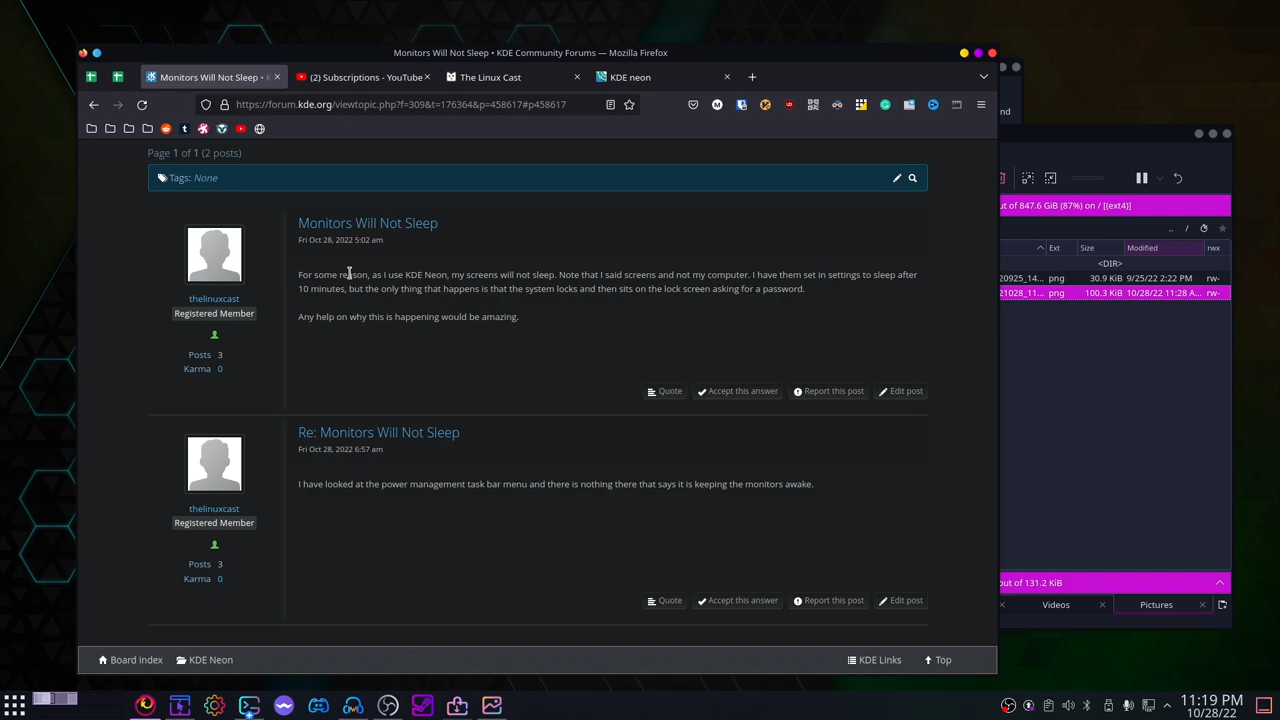 Monitors Will Not Sleep • KDE Community Forums — Mozilla Firefox
Monitors Will Not Sleep •
(2) Subscriptions - YouTube
The Linux Cast
KDE neon
https://forum.kde.org/viewtopic.php?f=309&t=176364&p=458617#p458617
Page 1 of 1 (2 posts)
Tags: None
Monitors Will Not Sleep
Fri Oct 28, 2022 5:02 am
For some reason, as I use KDE Neon, my screens will not sleep. Note that I said screens and not my computer. I have them set in settings to sleep after
10 minutes, but the only thing that happens is that the system locks and then sits on the lock screen asking for a password.
Any help on why this is happening would be amazing.
thelinuxcast
Registered Member
Posts 3
Karma 0
Quote
Accept this answer
Report this post
Edit post
Re: Monitors Will Not Sleep
Fri Oct 28, 2022 6:57 am
I have looked at the power management task bar menu and there is nothing there that says it is keeping the monitors awake.
thelinuxcast
Registered Member
Posts 3
Karma 0
Quote
Accept this answer
Report this post
Edit post
Board index
KDE Neon
KDE Links
Top
nd
out of 847.6 GiB (87%) on / [(ext4)]
.. /
Ext Size Modified rwx
<DIR>
20925_14... png 30.9 KiB 9/25/22 2:22 PM rw-
21028_11... png 100.3 KiB 10/28/22 11:28 A... rw-
out of 131.2 KiB
Videos
Pictures
11:19 PM
10/28/22